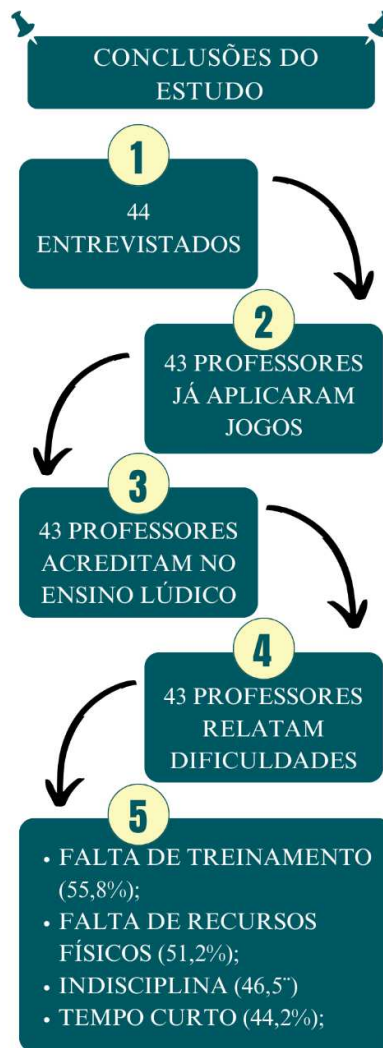 CONCLUSÕES DO
ESTUDO
1
44
ENTREVISTADOS
2
43 PROFESSORES
JÁ APLICARAM
JOGOS
3
43 PROFESSORES
ACREDITAM NO
ENSINO LÚDICO
4
43 PROFESSORES
RELATAM
DIFICULDADES
5
• FALTA DE TREINAMENTO
(55,8%);
• FALTA DE RECURSOS
FÍSICOS (51,2%);
• INDISCIPLINA (46,5¨)
• TEMPO CURTO (44,2%);